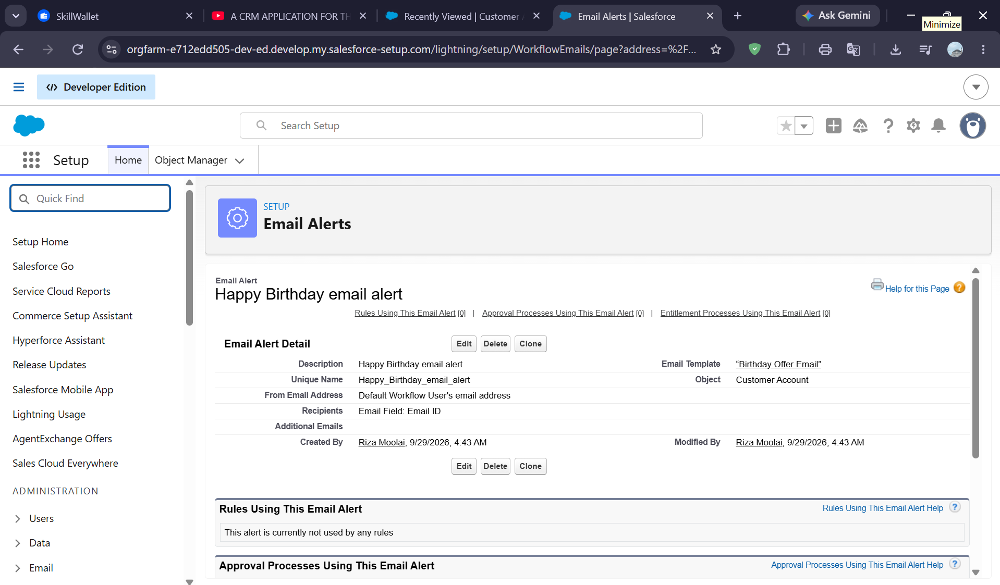 SkillWallet
A CRM APPLICATION FOR TH
Recently Viewed | Customer A
Email Alerts | Salesforce
Ask Gemini
Minimize
orgfarm-e712edd505-dev-ed.develop.my.salesforce-setup.com/lightning/setup/WorkflowEmails/page?address=%2F...
Developer Edition
Search Setup
Setup
Home
Object Manager
Quick Find
Setup Home
Salesforce Go
Service Cloud Reports
Commerce Setup Assistant
Hyperforce Assistant
Release Updates
Salesforce Mobile App
Lightning Usage
AgentExchange Offers
Sales Cloud Everywhere
ADMINISTRATION
Users
Data
Email
SETUP
Email Alerts
Email Alert
Happy Birthday email alert
Help for this Page
Rules Using This Email Alert [0] | Approval Processes Using This Email Alert [0] | Entitlement Processes Using This Email Alert [0]
Email Alert Detail
Edit Delete Clone
Description Happy Birthday email alert Email Template “Birthday Offer Email”
Unique Name Happy_Birthday_email_alert Object Customer Account
From Email Address Default Workflow User's email address
Recipients Email Field: Email ID
Additional Emails
Created By Riza Moolai, 9/29/2026, 4:43 AM Modified By Riza Moolai, 9/29/2026, 4:43 AM
Edit Delete Clone
Rules Using This Email Alert
Rules Using This Email Alert Help
This alert is currently not used by any rules
Approval Processes Using This Email Alert
Approval Processes Using This Email Alert Help